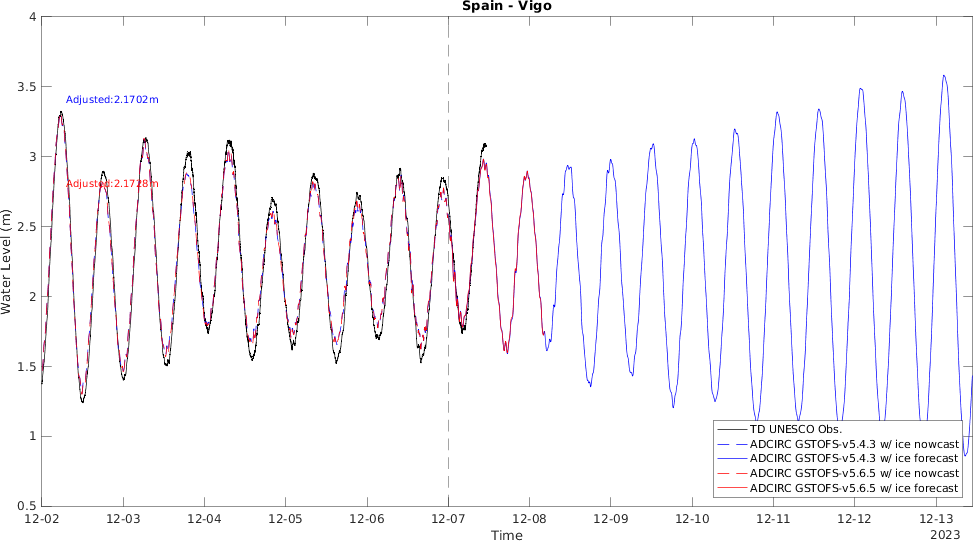 Spain - Vigo
4
3.5
3
2.5
2
1.5
1
0.5
Water Level (m)
Adjusted:2.1702m
Adjusted:2.1728m
TD UNESCO Obs.
ADCIRC GSTOFS-v5.4.3 w/ ice nowcast
ADCIRC GSTOFS-v5.4.3 w/ ice forecast
ADCIRC GSTOFS-v5.6.5 w/ ice nowcast
ADCIRC GSTOFS-v5.6.5 w/ ice forecast
12-02 12-03 12-04 12-05 12-06 12-07 12-08 12-09 12-10 12-11 12-12 12-13
Time
2023